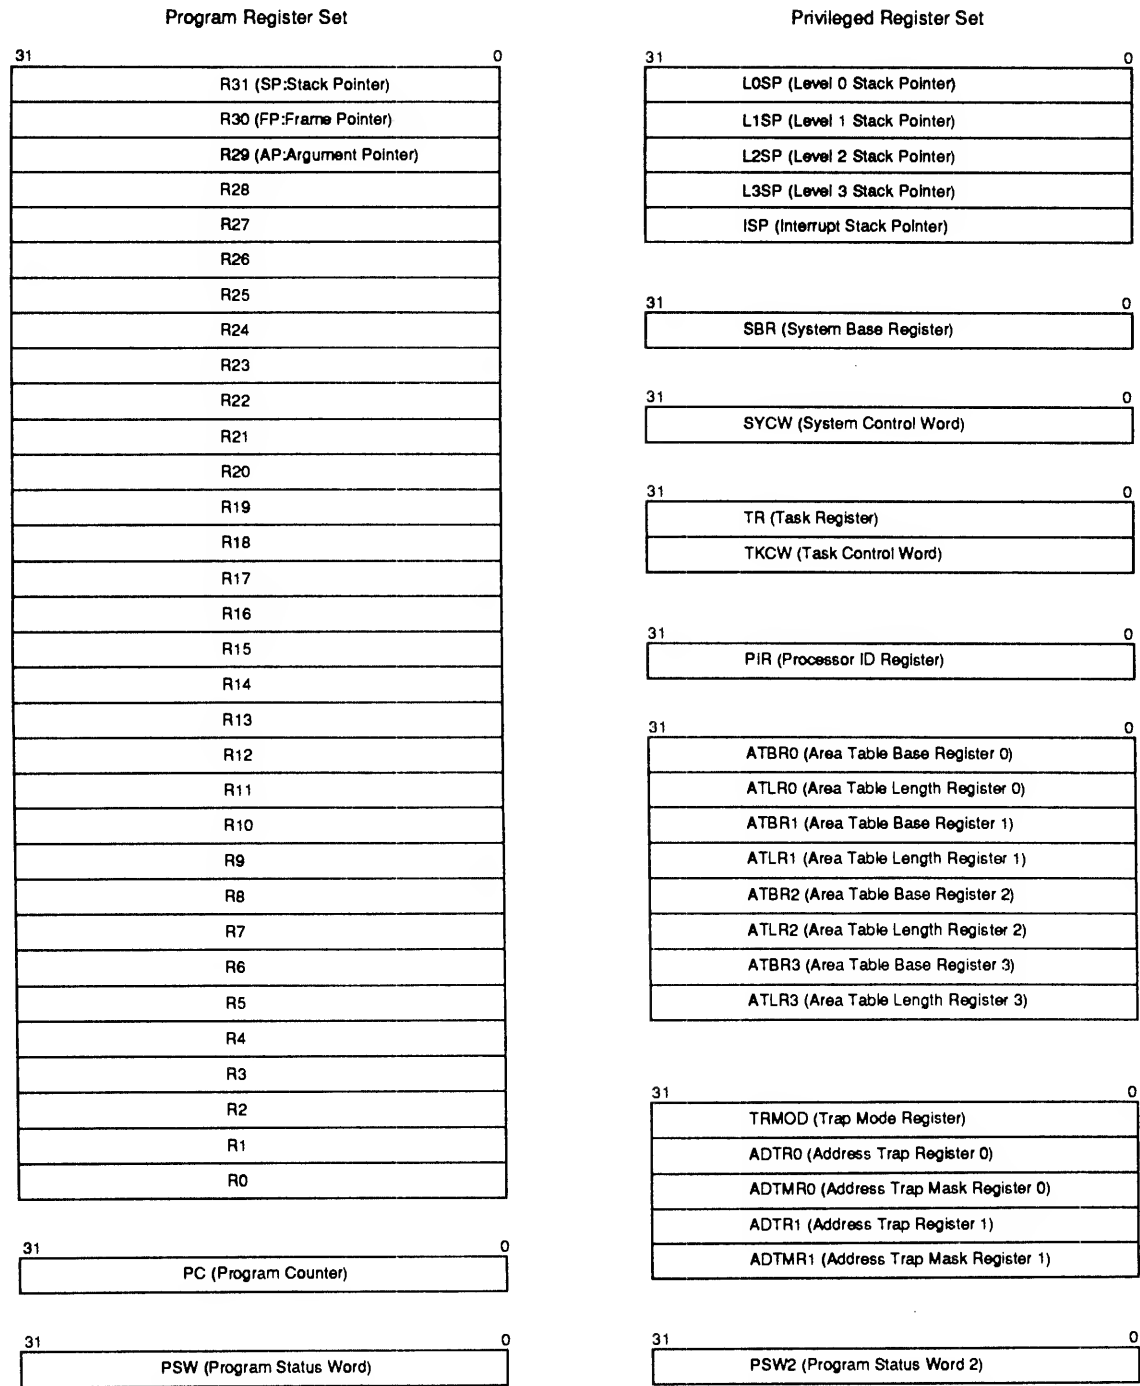 Program Register Set
31 0
R31 (SP:Stack Pointer)
R30 (FP:Frame Pointer)
R29 (AP:Argument Pointer)
R28
R27
R26
R25
R24
R23
R22
R21
R20
R19
R18
R17
R16
R15
R14
R13
R12
R11
R10
R9
R8
R7
R6
R5
R4
R3
R2
R1
R0
31 0
PC (Program Counter)
31 0
PSW (Program Status Word)
Privileged Register Set
31 0
L0SP (Level 0 Stack Pointer)
L1SP (Level 1 Stack Pointer)
L2SP (Level 2 Stack Pointer)
L3SP (Level 3 Stack Pointer)
ISP (Interrupt Stack Pointer)
31 0
SBR (System Base Register)
31 0
SYCW (System Control Word)
31 0
TR (Task Register)
TKCW (Task Control Word)
31 0
PIR (Processor ID Register)
31 0
ATBR0 (Area Table Base Register 0)
ATLR0 (Area Table Length Register 0)
ATBR1 (Area Table Base Register 1)
ATLR1 (Area Table Length Register 1)
ATBR2 (Area Table Base Register 2)
ATLR2 (Area Table Length Register 2)
ATBR3 (Area Table Base Register 3)
ATLR3 (Area Table Length Register 3)
31 0
TRMOD (Trap Mode Register)
ADTR0 (Address Trap Register 0)
ADTMR0 (Address Trap Mask Register 0)
ADTR1 (Address Trap Register 1)
ADTMR1 (Address Trap Mask Register 1)
31 0
PSW2 (Program Status Word 2)